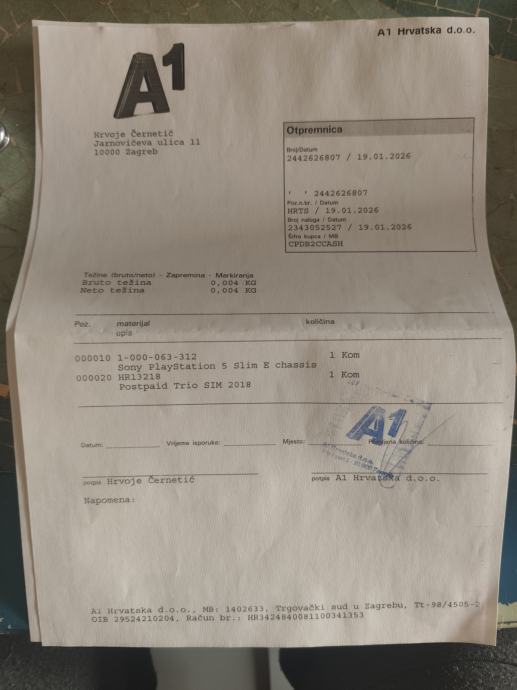 A1 Hrvatska d.o.o.
A1
Hrvoje Černetić
Jarnovićeva ulica 11
10000 Zagreb
Otpremnica
Broj/Datum
2442626807 / 19.01.2026
' ' 2442626807
Poz.n.br. / Datum
HRTS / 19.01.2026
Broj naloga / Datum
2343052527 / 19.01.2026
Šifra kupca / MB
CPDB2CCASH
Težine (bruto/neto) - Zapremina - Markiranja
Bruto težina 0,004 KG
Neto težina 0,004 KG
Poz. materijal količina
opis
000010 1-000-063-312 1 Kom
Sony PlayStation 5 Slim E chassis
000020 HR13218 1 Kom
Postpaid Trio SIM 2018
A1
A1 Hrvatska d.o.o.
Datum: Vrijeme isporuke: Mjesto: količina:
potpis Hrvoje Černetić potpis A1 Hrvatska d.o.o.
Napomena:
A1 Hrvatska d.o.o., MB: 1402633, Trgovački sud u Zagrebu, Tt-98/4505-2
OIB 29524210204, Račun br.: HR3424840081100341353